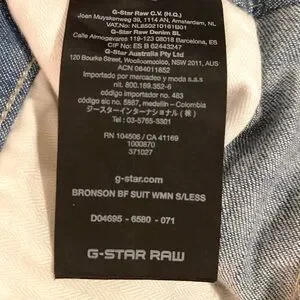 G-Star Raw C.V. (H.Q.)
Joan Muyskenweg 39, 1114 AN, Amsterdam, NL
VAT No.: NL850210161B01
G-Star Raw Denim SL
Calle Almogavares 119-123 08018 Barcelona, ES
CIF No: ES B 62443247
G-Star Australia Pty Ltd
120 Bourke Street, Woolloomooloo, NSW 2011, AUS
ACN 084011852
Importado por mercadeo y moda s.a.s
nit. 800.189.352-6
código importador no. 483
código sic no. 5867, medellin – Colombia
ジースターインターナショナル (株)
Tel : 03-5765-3301
RN 104506 / CA 41169
1000870
371027
g-star.com
BRONSON BF SUIT WMN S/LESS
D04695 - 6580 - 071
G-STAR RAW